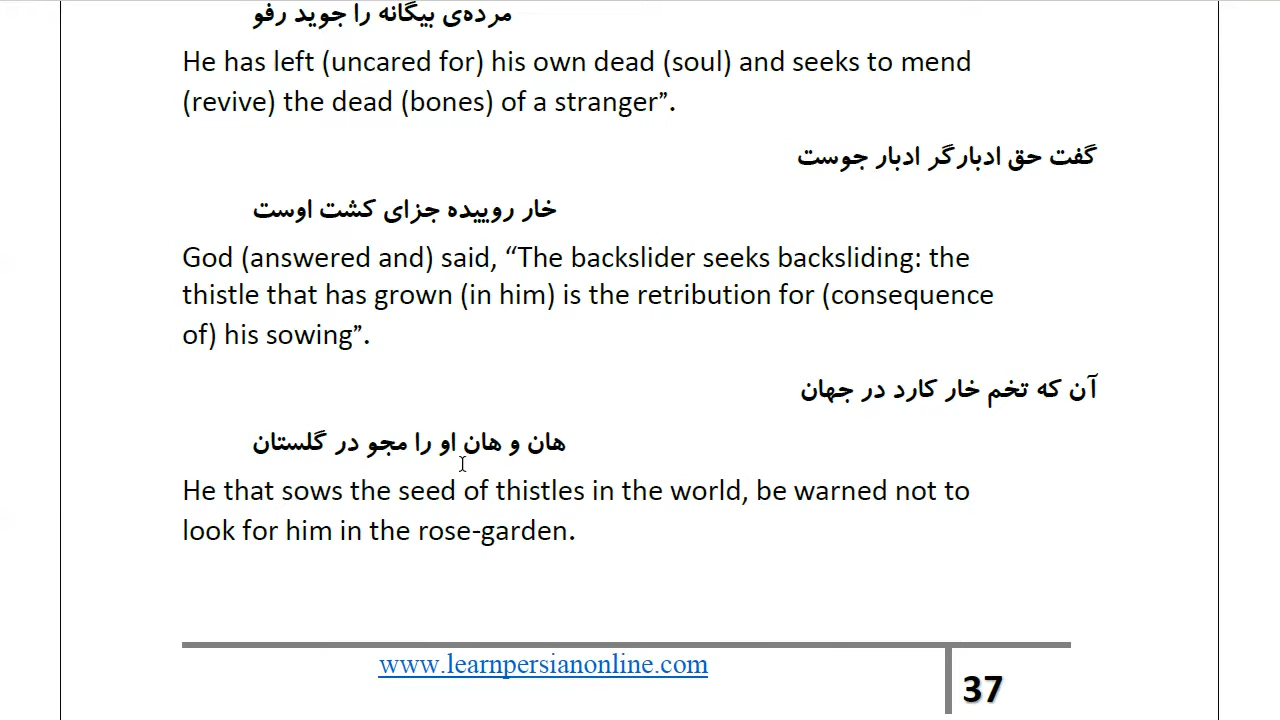 مرده‌ی بیگانه را جوید رفو
He has left (uncared for) his own dead (soul) and seeks to mend
(revive) the dead (bones) of a stranger”.
گفت حق ادبارگر ادبار جوست
خار روییده جزای کشت اوست
God (answered and) said, “The backslider seeks backsliding: the
thistle that has grown (in him) is the retribution for (consequence
of) his sowing”.
آن که تخم خار کارد در جهان
هان و هان او را مجو در گلستان
He that sows the seed of thistles in the world, be warned not to
look for him in the rose-garden.
www.learnpersianonline.com
37